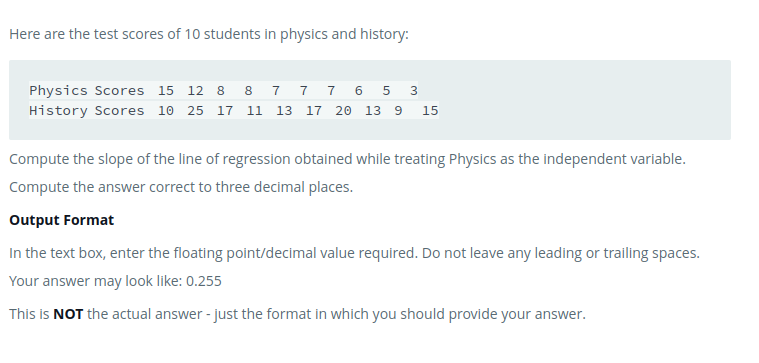 Here are the test scores of 10 students in physics and history:
Physics Scores 15 12 8 8 7 7 7 6 5 3
History Scores 10 25 17 11 13 17 20 13 9 15
Compute the slope of the line of regression obtained while treating Physics as the independent variable.
Compute the answer correct to three decimal places.
Output Format
In the text box, enter the floating point/decimal value required. Do not leave any leading or trailing spaces.
Your answer may look like: 0.255
This is NOT the actual answer - just the format in which you should provide your answer.